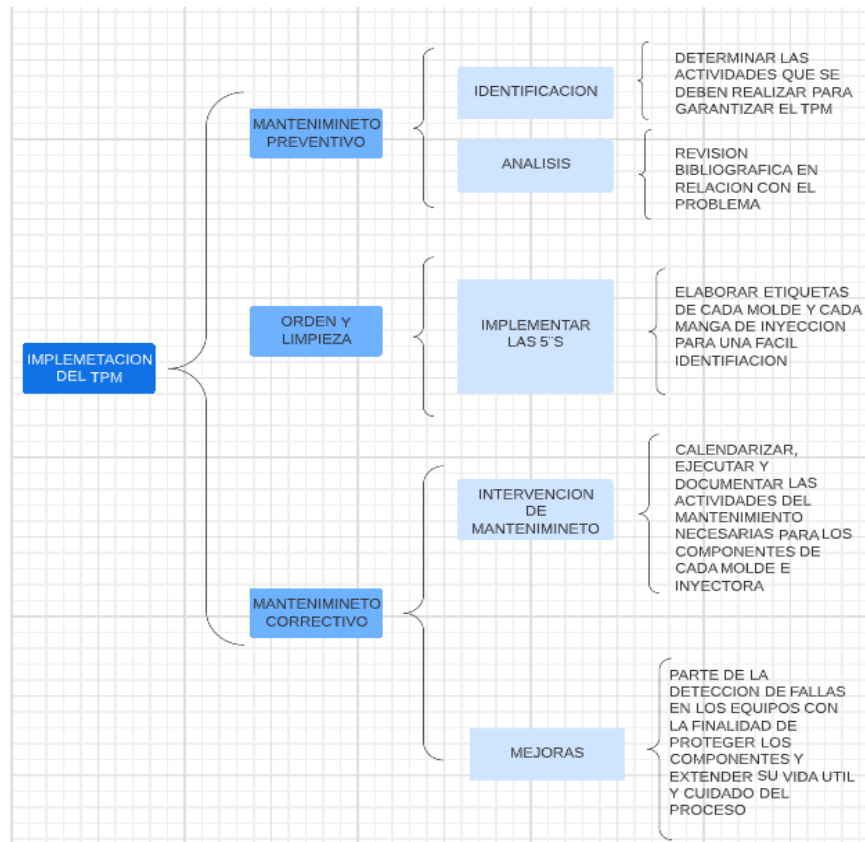 IMPLEMETACION
DEL TPM
MANTENIMINETO
PREVENTIVO
IDENTIFICACION
DETERMINAR LAS
ACTIVIDADES QUE SE
DEBEN REALIZAR PARA
GARANTIZAR EL TPM
ANALISIS
REVISION
BIBLIOGRAFICA EN
RELACION CON EL
PROBLEMA
ORDEN Y
LIMPIEZA
IMPLEMENTAR
LAS 5¨S
ELABORAR ETIQUETAS
DE CADA MOLDE Y CADA
MANGA DE INYECCION
PARA UNA FACIL
IDENTIFIACION
MANTENIMINETO
CORRECTIVO
INTERVENCION
DE
MANTENIMINETO
CALENDARIZAR,
EJECUTAR Y
DOCUMENTAR LAS
ACTIVIDADES DEL
MANTENIMIENTO
NECESARIAS PARA LOS
COMPONENTES DE
CADA MOLDE E
INYECTORA
MEJORAS
PARTE DE LA
DETECCION DE FALLAS
EN LOS EQUIPOS CON
LA FINALIDAD DE
PROTEGER LOS
COMPONENTES Y
EXTENDER SU VIDA UTIL
Y CUIDADO DEL
PROCESO